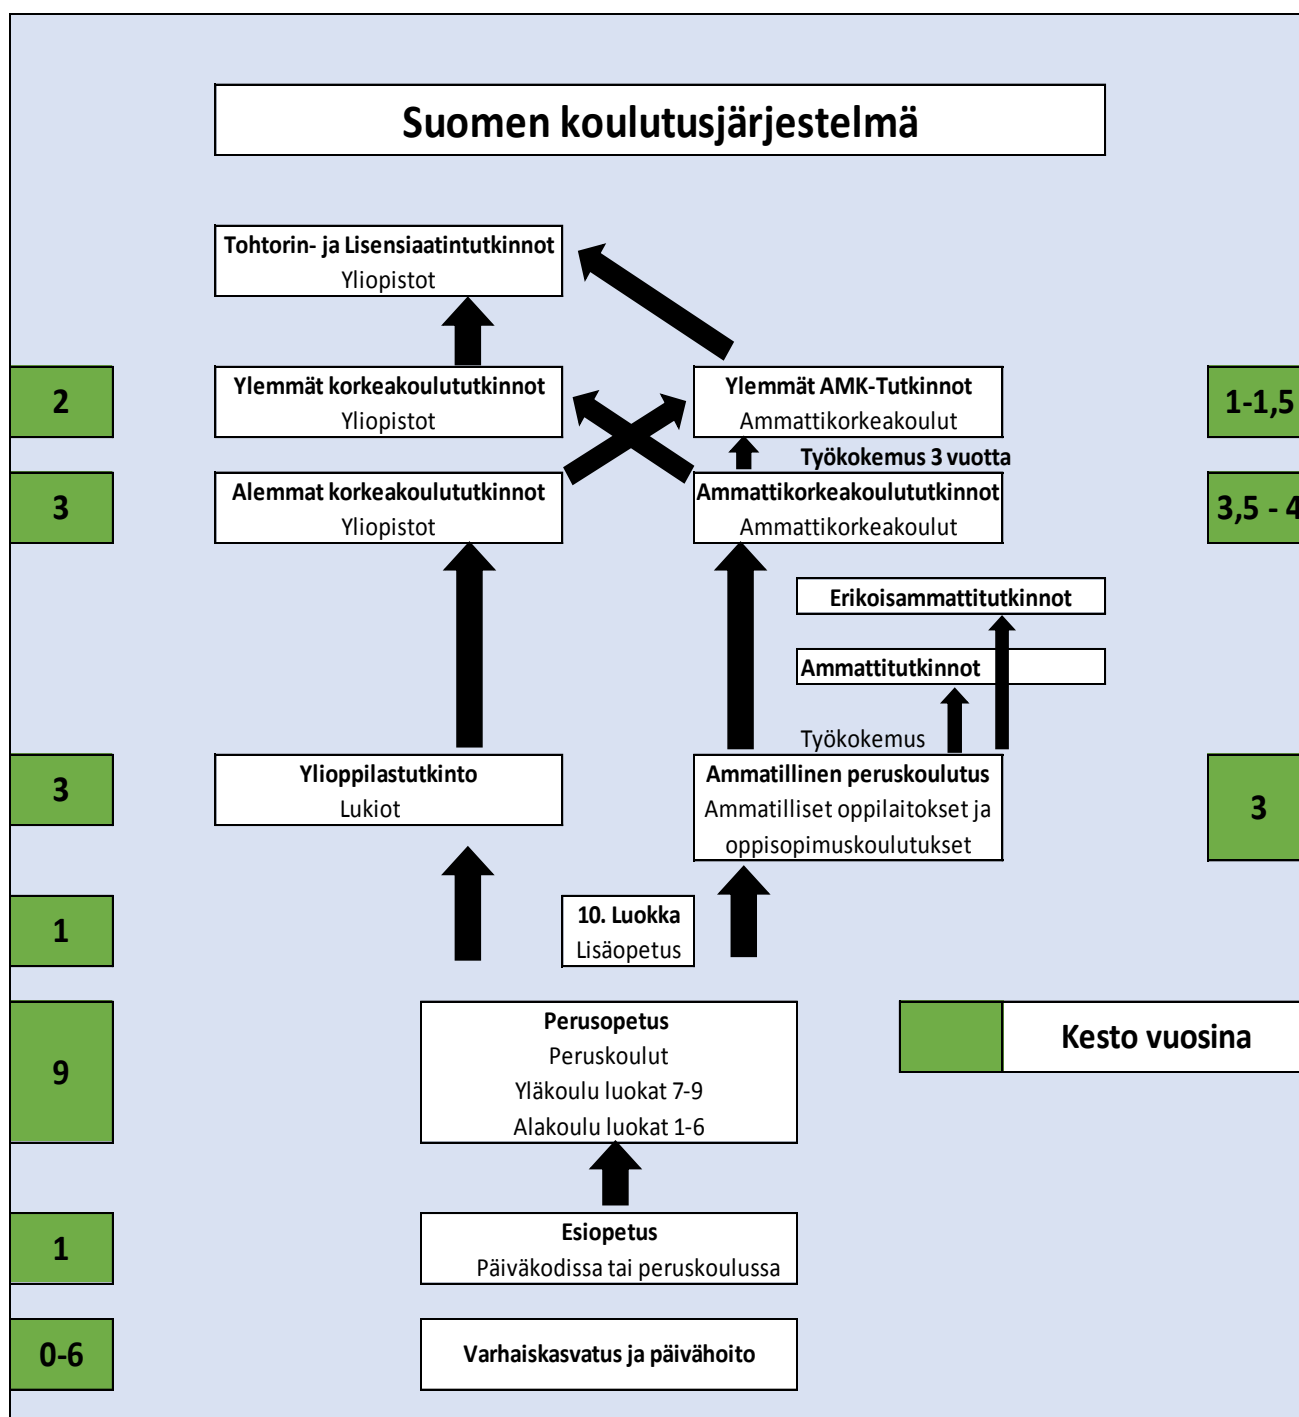 Suomen koulutusjärjestelmä
Tohtorin- ja Lisensiaatintutkinnot
Yliopistot
2
Ylemmät korkeakoulututkinnot
Yliopistot
Ylemmät AMK-Tutkinnot
Ammattikorkeakoulut
1-1,5
Työkokemus 3 vuotta
3
Alemmat korkeakoulututkinnot
Yliopistot
Ammattikorkeakoulututkinnot
Ammattikorkeakoulut
3,5 - 4
Erikoisammattitutkinnot
Ammattitutkinnot
Työkokemus
3
Ylioppilastutkinto
Lukiot
Ammatillinen peruskoulutus
Ammatilliset oppilaitokset ja
oppisopimuskoulutukset
3
1
10. Luokka
Lisäopetus
9
Perusopetus
Peruskoulut
Yläkoulu luokat 7-9
Alakoulu luokat 1-6
Kesto vuosina
1
Esiopetus
Päiväkodissa tai peruskoulussa
0-6
Varhaiskasvatus ja päivähoito